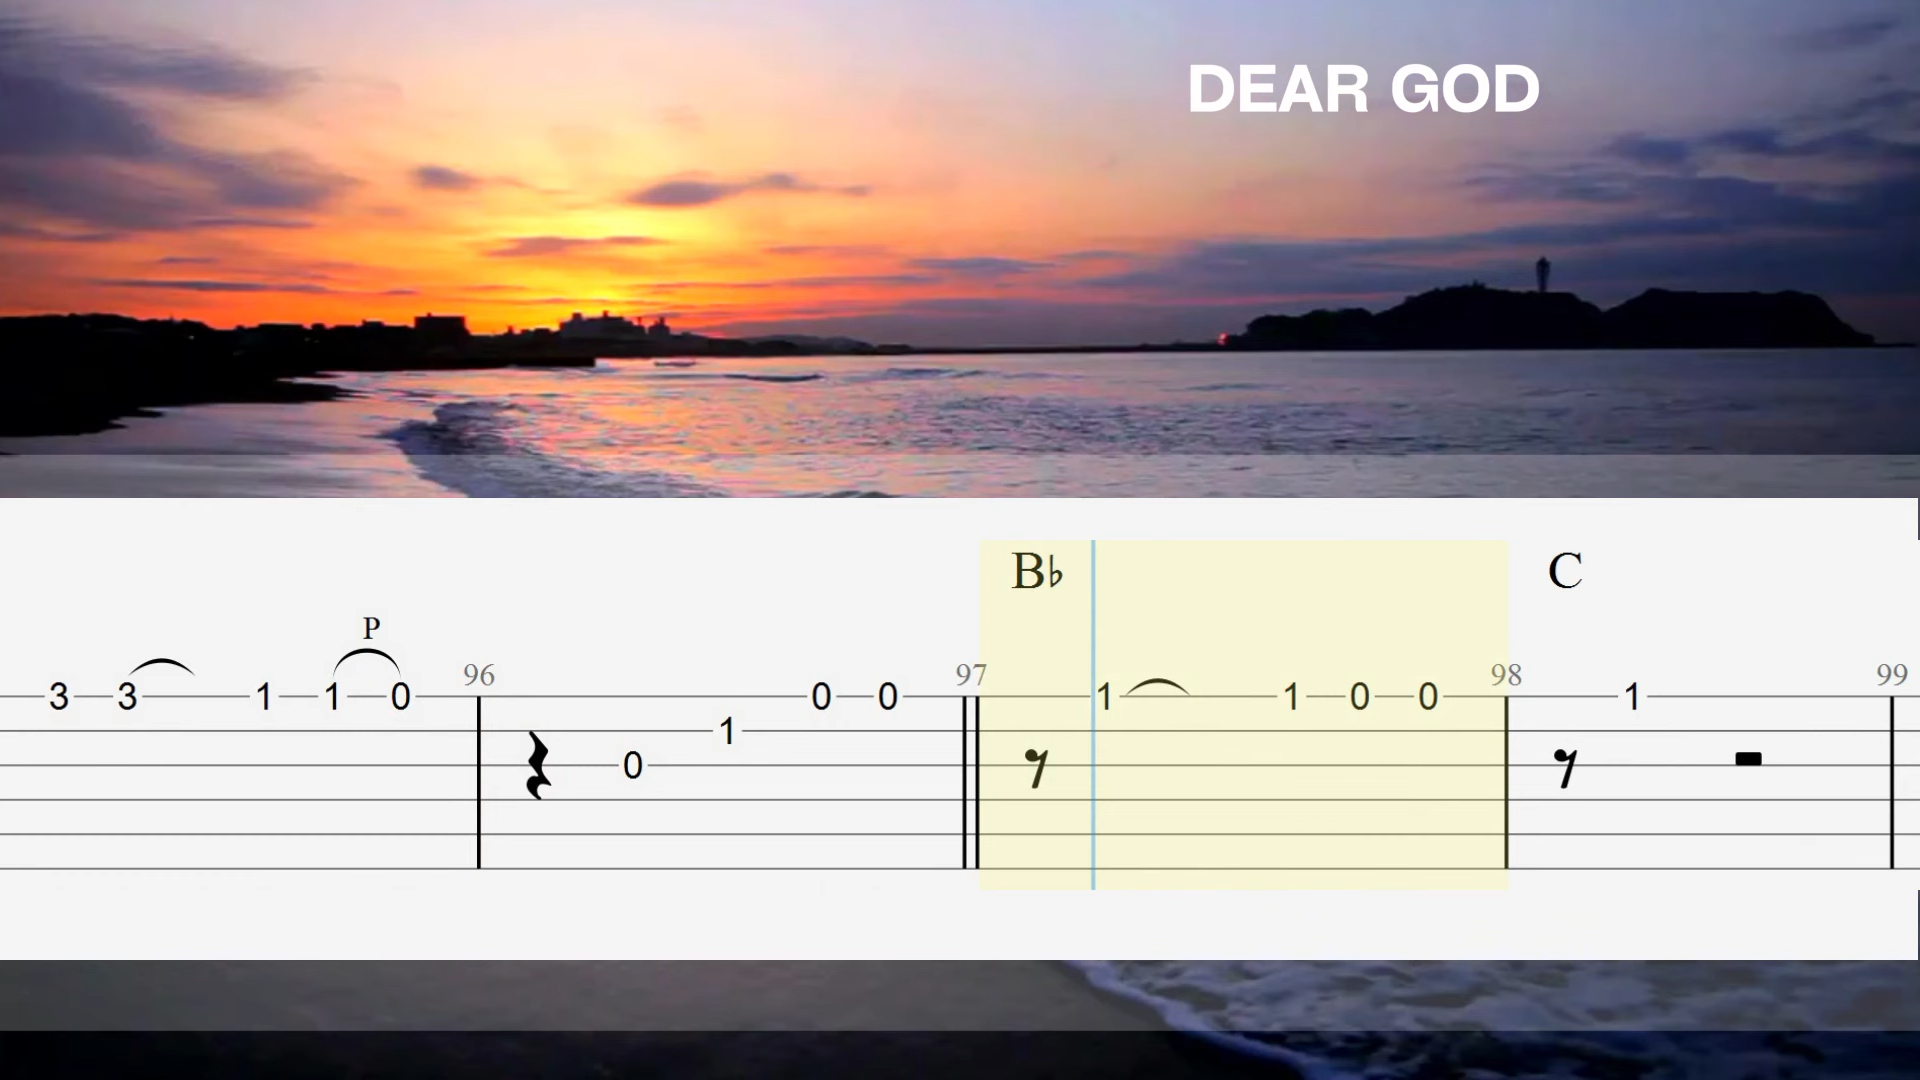 DEAR GOD
B♭ C
P
96 97 98 99
3 3 1 1 0 0 0 1 1 0 0 1
1
0